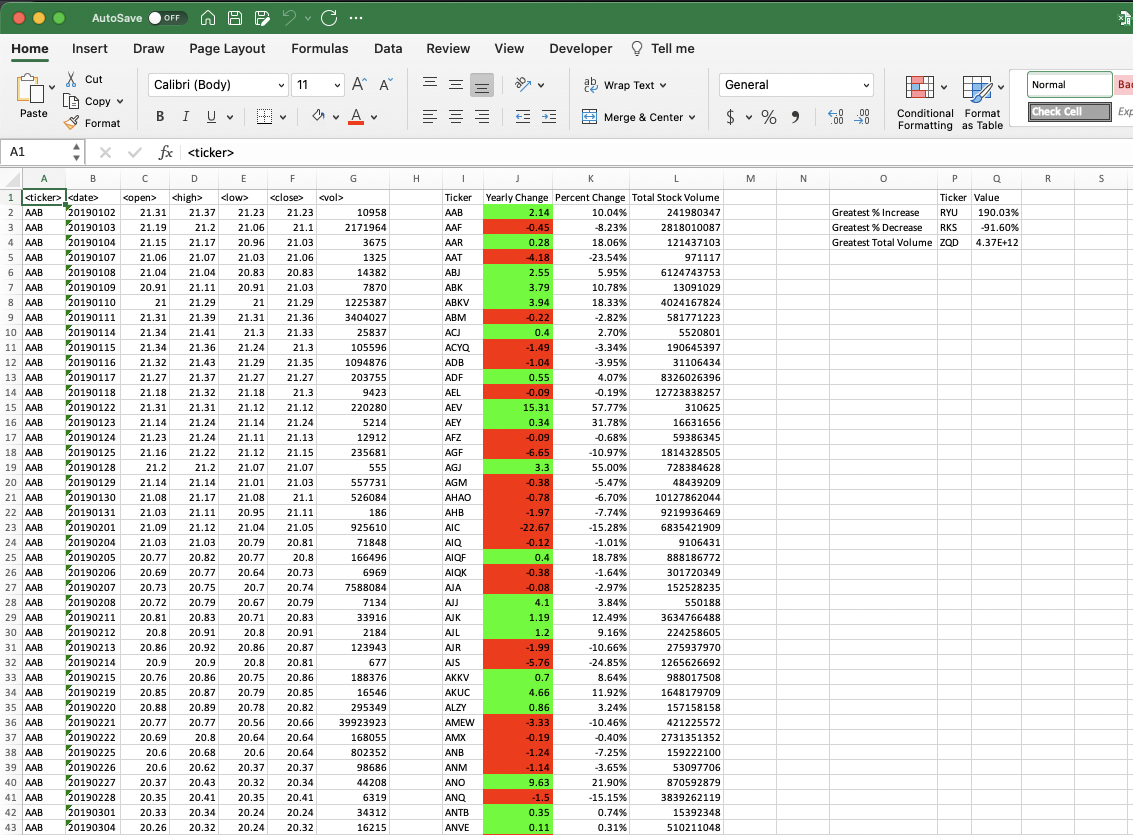 AutoSave OFF
Home Insert Draw Page Layout Formulas Data Review View Developer Tell me
Paste Cut Copy Format
Calibri (Body) 11
B I U A
A A
ab Wrap Text
Merge & Center
General
$ % 9
Conditional Formatting
Format as Table
Normal
Check Cell
A1 fx <ticker>
A B C D E F G H I J K L M N O P Q R S
1 <ticker> <date> <open> <high> <low> <close> <vol> Ticker Yearly Change Percent Change Total Stock Volume Ticker Value
2 AAB 20190102 21.31 21.37 21.23 21.23 10958 AAB 2.14 10.04% 241980347 Greatest % Increase RYU 190.03%
3 AAB 20190103 21.19 21.2 21.06 21.1 2171964 AAF -0.45 -8.23% 2818010087 Greatest % Decrease RKS -91.60%
4 AAB 20190104 21.15 21.17 20.96 21.03 3675 AAR 0.28 18.06% 121437103 Greatest Total Volume ZQD 4.37E+12
5 AAB 20190107 21.06 21.07 21.03 21.06 1325 AAT -4.18 -23.54% 971117
6 AAB 20190108 21.04 21.04 20.83 20.83 14382 ABJ 2.55 5.95% 6124743753
7 AAB 20190109 20.91 21.11 20.91 21.03 7870 ABK 3.79 10.78% 13091029
8 AAB 20190110 21 21.29 21 21.29 1225387 ABKV 3.94 18.33% 4024167824
9 AAB 20190111 21.31 21.39 21.31 21.36 3404027 ABM -0.22 -2.82% 581771223
10 AAB 20190114 21.34 21.41 21.3 21.33 25837 ACJ 0.4 2.70% 5520801
11 AAB 20190115 21.34 21.36 21.24 21.3 105596 ACYQ -1.49 -3.34% 190645397
12 AAB 20190116 21.32 21.43 21.29 21.35 1094876 ADB -1.04 -3.95% 31106434
13 AAB 20190117 21.27 21.37 21.27 21.27 203755 ADF 0.55 4.07% 8326026396
14 AAB 20190118 21.18 21.32 21.18 21.3 9423 AEL -0.09 -0.19% 12723838257
15 AAB 20190122 21.31 21.31 21.12 21.12 220280 AEV 15.31 57.77% 310625
16 AAB 20190123 21.14 21.24 21.14 21.24 5214 AEY 0.34 31.78% 16631656
17 AAB 20190124 21.23 21.24 21.11 21.13 12912 AFZ -0.09 -0.68% 59386345
18 AAB 20190125 21.16 21.22 21.12 21.15 235681 AGF -6.65 -10.97% 1814328505
19 AAB 20190128 21.2 21.2 21.07 21.07 555 AGJ 3.3 55.00% 728384628
20 AAB 20190129 21.14 21.14 21.01 21.03 557731 AGM -0.38 -5.47% 48439209
21 AAB 20190130 21.08 21.17 21.08 21.1 526084 AHAO -0.78 -6.70% 10127862044
22 AAB 20190131 21.03 21.11 20.95 21.11 186 AHB -1.97 -7.74% 9219936469
23 AAB 20190201 21.09 21.12 21.04 21.05 925610 AIC -22.67 -15.28% 6835421909
24 AAB 20190204 21.03 21.03 20.79 20.81 71848 AIQ -0.12 -1.01% 9106431
25 AAB 20190205 20.77 20.82 20.77 20.8 166496 AIQF 0.4 18.78% 888186772
26 AAB 20190206 20.69 20.77 20.64 20.73 6969 AIQK -0.38 -1.64% 301720349
27 AAB 20190207 20.73 20.75 20.7 20.74 7588084 AJA -0.08 -2.97% 152528235
28 AAB 20190208 20.72 20.79 20.67 20.79 7134 AJJ 4.1 3.84% 550188
29 AAB 20190211 20.81 20.83 20.71 20.83 33916 AJK 1.19 12.49% 3634766488
30 AAB 20190212 20.8 20.91 20.8 20.91 2184 AJL 1.2 9.16% 224258605
31 AAB 20190213 20.86 20.92 20.86 20.87 123943 AJR -1.99 -10.66% 275937970
32 AAB 20190214 20.9 20.9 20.8 20.81 677 AJS -5.76 -24.85% 1265626692
33 AAB 20190215 20.76 20.86 20.75 20.86 188376 AKKV 0.7 8.64% 988017508
34 AAB 20190219 20.85 20.87 20.79 20.85 16546 AKUC 4.66 11.92% 1648179709
35 AAB 20190220 20.88 20.89 20.78 20.82 295349 ALZY 0.86 3.24% 157158158
36 AAB 20190221 20.77 20.77 20.56 20.66 39923923 AMEW -3.33 -10.46% 421225572
37 AAB 20190222 20.69 20.8 20.64 20.64 168055 AMX -0.19 -0.40% 2731351352
38 AAB 20190225 20.6 20.68 20.6 20.64 802352 ANB -1.24 -7.25% 159222100
39 AAB 20190226 20.6 20.62 20.37 20.37 98686 ANM -1.14 -3.65% 53097706
40 AAB 20190227 20.37 20.43 20.32 20.34 44208 ANO 9.63 21.90% 870592879
41 AAB 20190228 20.35 20.41 20.35 20.41 6319 ANQ -1.5 -15.15% 3839262119
42 AAB 20190301 20.33 20.34 20.24 20.24 34312 ANTB 0.35 0.74% 15392348
43 AAB 20190304 20.26 20.32 20.24 20.32 16215 ANVE 0.11 0.31% 510211048